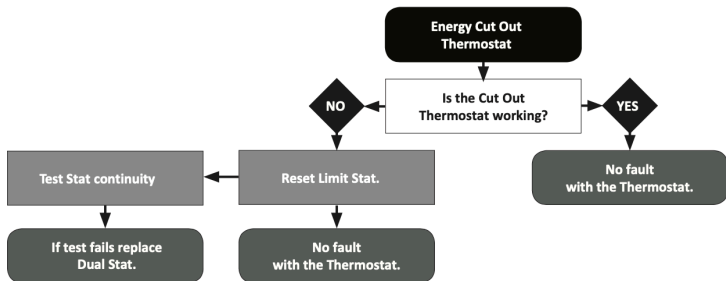 Energy Cut Out
Thermostat
NO
Is the Cut Out
Thermostat working?
YES
Test Stat continuity
Reset Limit Stat.
No fault
with the Thermostat.
If test fails replace
Dual Stat.
No fault
with the Thermostat.